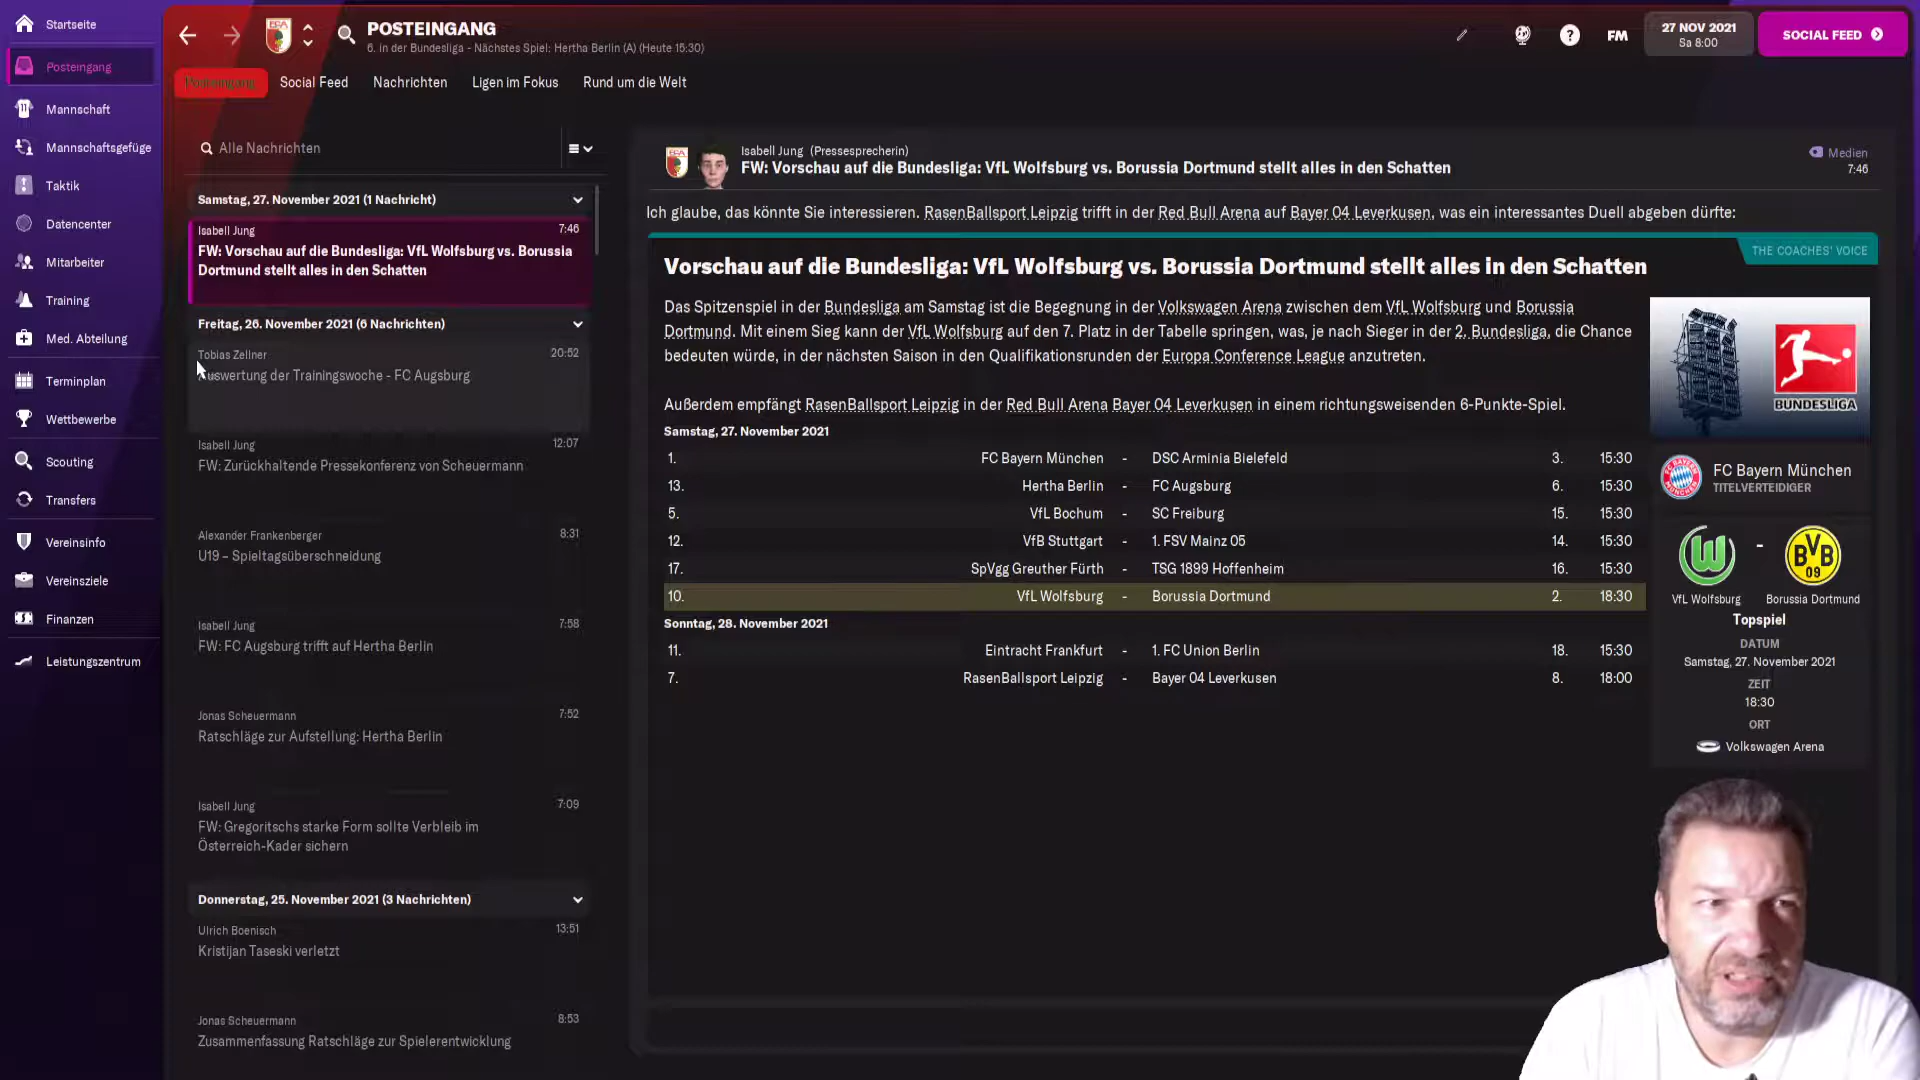 Startseite
Posteingang
Mannschaft
Mannschaftsgefüge
Taktik
Datencenter
Mitarbeiter
Training
Med. Abteilung
Terminplan
Wettbewerbe
Scouting
Transfers
Vereinsinfo
Vereinsziele
Finanzen
Leistungszentrum
POSTEINGANG
6. in der Bundesliga - Nächstes Spiel: Hertha Berlin (A) (Heute 15:30)
FM
27 NOV 2021
Sa 8:00
SOCIAL FEED
Posteingang
Social Feed
Nachrichten
Ligen im Fokus
Rund um die Welt
Alle Nachrichten
Samstag, 27. November 2021 (1 Nachricht)
Isabell Jung 7:46
FW: Vorschau auf die Bundesliga: VfL Wolfsburg vs. Borussia
Dortmund stellt alles in den Schatten
Freitag, 26. November 2021 (6 Nachrichten)
Tobias Zellner 20:52
Auswertung der Trainingswoche - FC Augsburg
Isabell Jung 12:07
FW: Zurückhaltende Pressekonferenz von Scheuermann
Alexander Frankenberger 8:31
U19 – Spieltagsüberschneidung
Isabell Jung 7:58
FW: FC Augsburg trifft auf Hertha Berlin
Jonas Scheuermann 7:52
Ratschläge zur Aufstellung: Hertha Berlin
Isabell Jung 7:09
FW: Gregoritschs starke Form sollte Verbleib im
Österreich-Kader sichern
Donnerstag, 25. November 2021 (3 Nachrichten)
Ulrich Boenisch 13:51
Kristijan Taseski verletzt
Jonas Scheuermann 8:53
Zusammenfassung Ratschläge zur Spielerentwicklung
Isabell Jung (Pressesprecherin)
FW: Vorschau auf die Bundesliga: VfL Wolfsburg vs. Borussia Dortmund stellt alles in den Schatten
Medien
7:46
Ich glaube, das könnte Sie interessieren. RasenBallsport Leipzig trifft in der Red Bull Arena auf Bayer 04 Leverkusen, was ein interessantes Duell abgeben dürfte:
THE COACHES' VOICE
Vorschau auf die Bundesliga: VfL Wolfsburg vs. Borussia Dortmund stellt alles in den Schatten
Das Spitzenspiel in der Bundesliga am Samstag ist die Begegnung in der Volkswagen Arena zwischen dem VfL Wolfsburg und Borussia
Dortmund. Mit einem Sieg kann der VfL Wolfsburg auf den 7. Platz in der Tabelle springen, was, je nach Sieger in der 2. Bundesliga, die Chance
bedeuten würde, in der nächsten Saison in den Qualifikationsrunden der Europa Conference League anzutreten.
Außerdem empfängt RasenBallsport Leipzig in der Red Bull Arena Bayer 04 Leverkusen in einem richtungsweisenden 6-Punkte-Spiel.
Samstag, 27. November 2021
1. FC Bayern München - DSC Arminia Bielefeld 3. 15:30
13. Hertha Berlin - FC Augsburg 6. 15:30
5. VfL Bochum - SC Freiburg 15. 15:30
12. VfB Stuttgart - 1. FSV Mainz 05 14. 15:30
17. SpVgg Greuther Fürth - TSG 1899 Hoffenheim 16. 15:30
10. VfL Wolfsburg - Borussia Dortmund 2. 18:30
Sonntag, 28. November 2021
11. Eintracht Frankfurt - 1. FC Union Berlin 18. 15:30
7. RasenBallsport Leipzig - Bayer 04 Leverkusen 8. 18:00
BUNDESLIGA
FC Bayern München
TITELVERTEIDIGER
-
BVB
09
VfL Wolfsburg
Borussia Dortmund
Topspiel
DATUM
Samstag, 27. November 2021
ZEIT
18:30
ORT
Volkswagen Arena